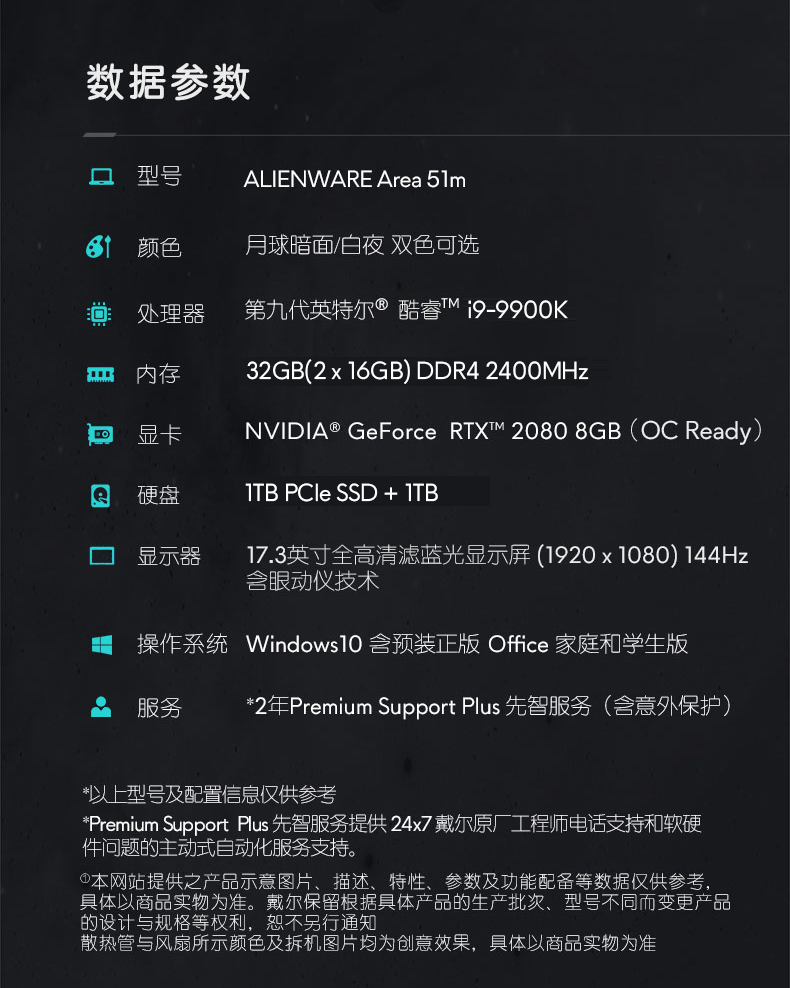 数据参数
型号 ALIENWARE Area 51m
颜色 月球暗面/白夜 双色可选
处理器 第九代英特尔® 酷睿™ i9-9900K
内存 32GB(2 x 16GB) DDR4 2400MHz
显卡 NVIDIA® GeForce RTX™ 2080 8GB（OC Ready）
硬盘 1TB PCIe SSD + 1TB
显示器 17.3英寸全高清滤蓝光显示屏 (1920 x 1080) 144Hz
含眼动仪技术
操作系统 Windows10 含预装正版 Office 家庭和学生版
服务 *2年Premium Support Plus 先智服务（含意外保护）
*以上型号及配置信息仅供参考
*Premium Support Plus 先智服务提供 24x7 戴尔原厂工程师电话支持和软硬
件问题的主动式自动化服务支持。
①本网站提供之产品示意图片、描述、特性、参数及功能配备等数据仅供参考，
具体以商品实物为准。戴尔保留根据具体产品的生产批次、型号不同而变更产品
的设计与规格等权利，恕不另行通知
散热管与风扇所示颜色及拆机图片均为创意效果，具体以商品实物为准